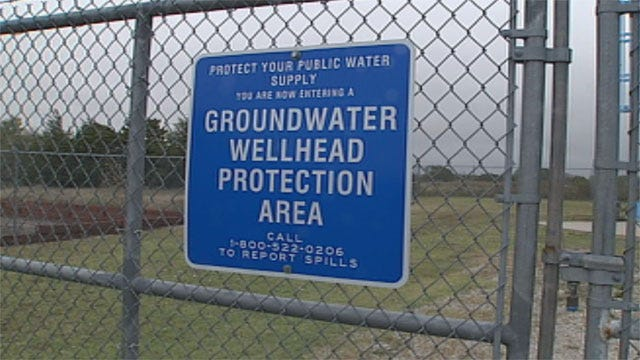 PROTECT YOUR PUBLIC WATER
SUPPLY
YOU ARE NOW ENTERING A
GROUNDWATER
WELLHEAD
PROTECTION
AREA
CALL
1-800-522-0206
TO REPORT SPILLS